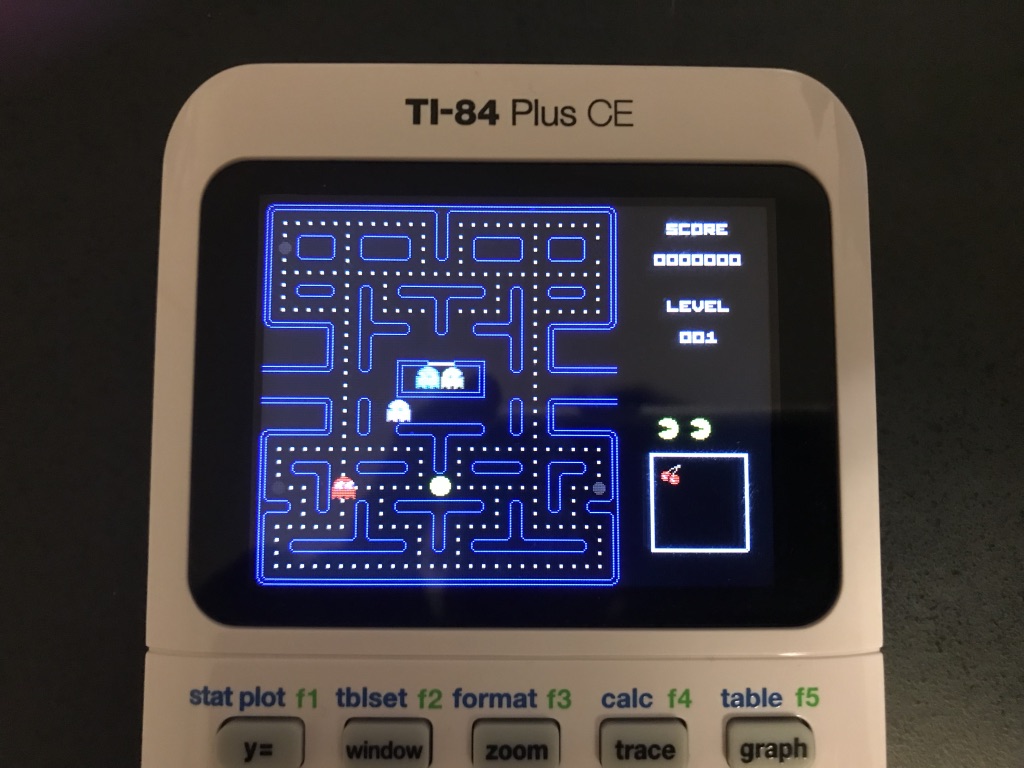 TI-84 Plus CE
SCORE
0000000
LEVEL
001
stat plot f1 tblset f2 format f3 calc f4 table f5
y= window zoom trace graph